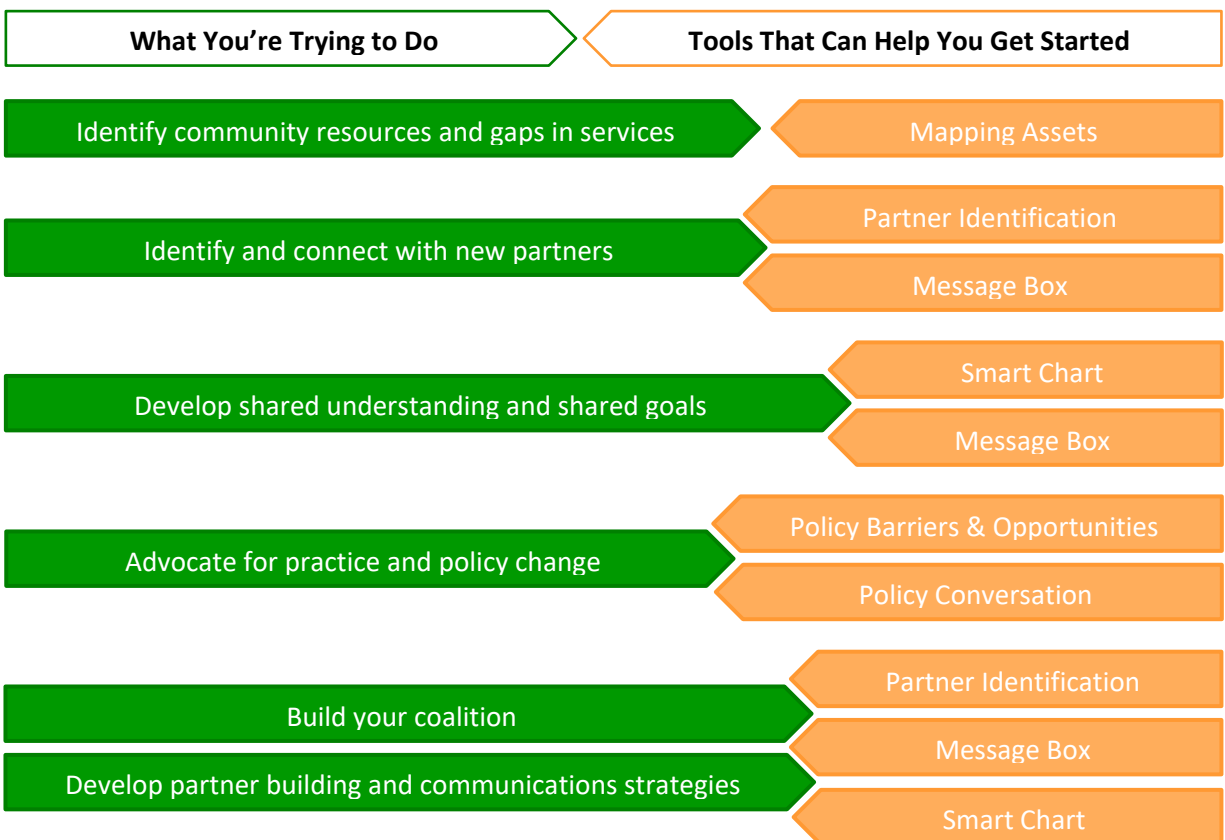 What You're Trying to Do
Tools That Can Help You Get Started
Identify community resources and gaps in services
Mapping Assets
Identify and connect with new partners
Partner Identification
Message Box
Develop shared understanding and shared goals
Smart Chart
Message Box
Advocate for practice and policy change
Policy Barriers & Opportunities
Policy Conversation
Build your coalition
Develop partner building and communications strategies
Partner Identification
Message Box
Smart Chart